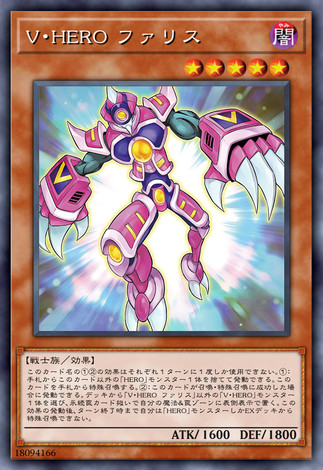 V・HERO ファリス
やみ
闇
【戦士族／効果】
このカード名の①②の効果はそれぞれ１ターンに１度しか使用できない。①：
手札からこのカード以外の「HERO」モンスター１体を捨てて発動できる。この
カードを手札から特殊召喚する。②：このカードが召喚・特殊召喚に成功した場
合に発動できる。デッキから「V・HERO ファリス」以外の「V・HERO」モンスター
１体を選び、永続罠カード扱いで自分の魔法＆罠ゾーンに表側表示で置く。この
効果の発動後、ターン終了時まで自分は「HERO」モンスターしかEXデッキから
特殊召喚できない。
ATK/1600 DEF/1800
18094166
V
V